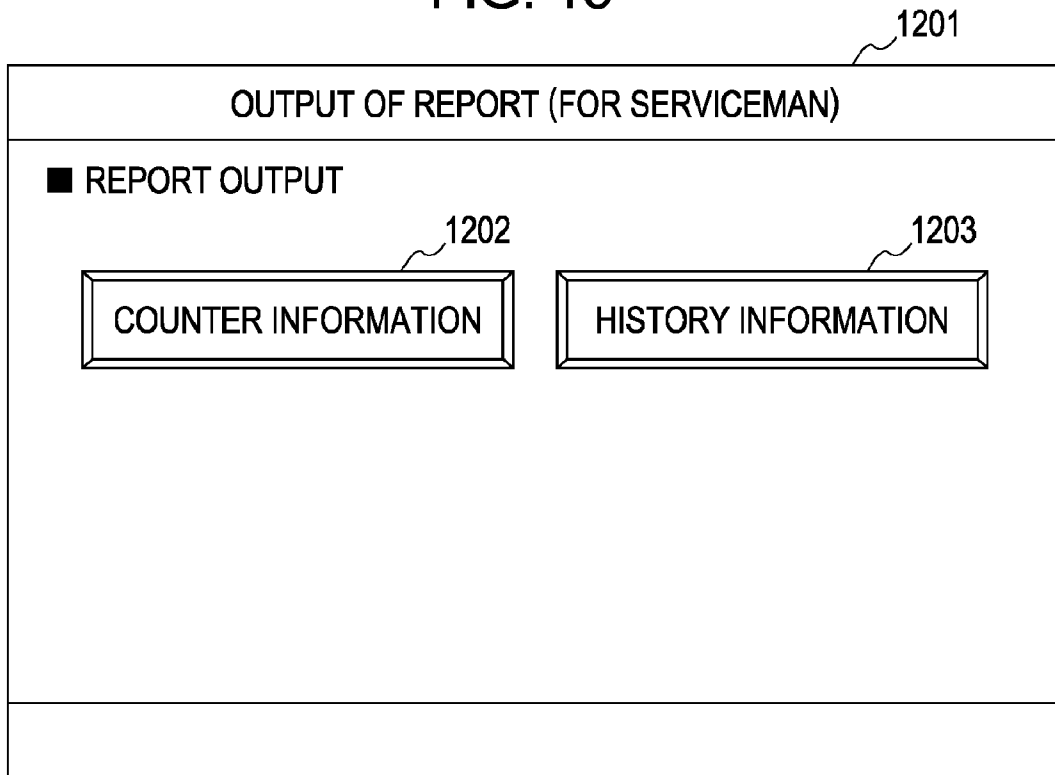 1201
OUTPUT OF REPORT (FOR SERVICEMAN)
■ REPORT OUTPUT
1202
1203
COUNTER INFORMATION
HISTORY INFORMATION